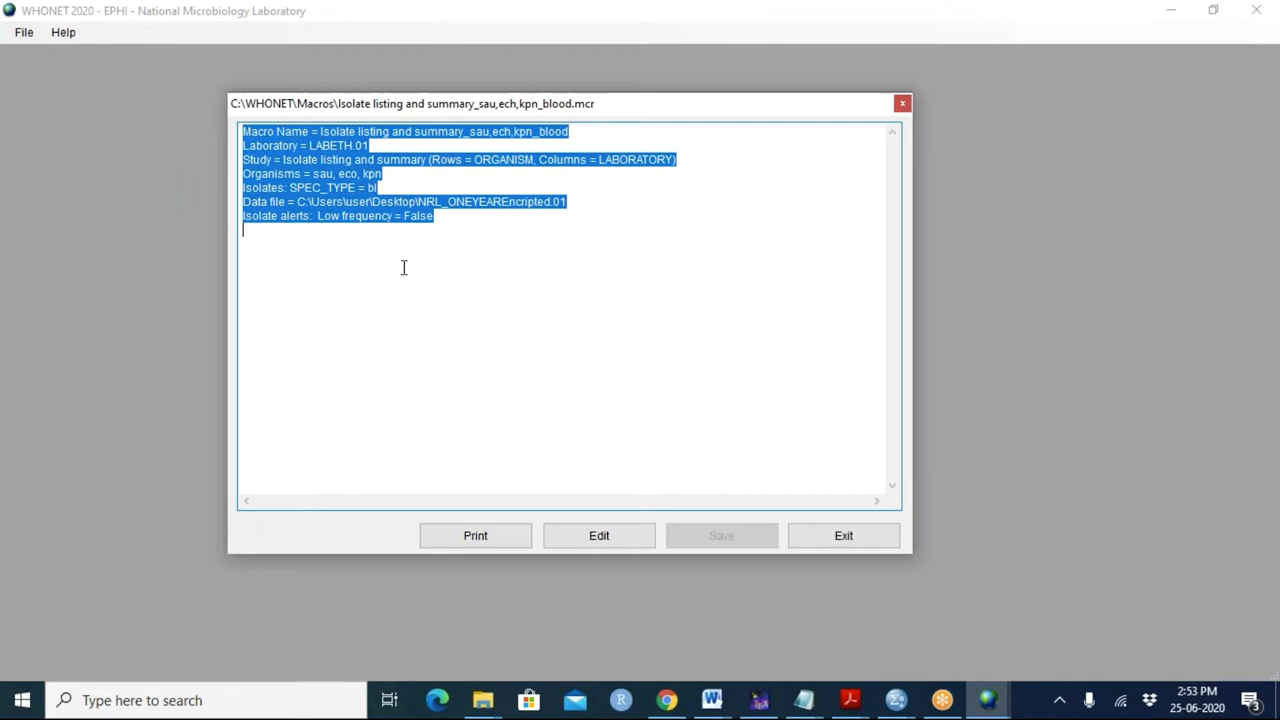 WHONET 2020 - EPHI - National Microbiology Laboratory
File Help
C:\WHONET\Macros\Isolate listing and summary_sau,ech,kpn_blood.mcr
x
Macro Name = Isolate listing and summary_sau,ech,kpn_blood
Laboratory = LABETH.01
Study = Isolate listing and summary (Rows = ORGANISM, Columns = LABORATORY)
Organisms = sau, eco, kpn
Isolates: SPEC_TYPE = bl
Data file = C:\Users\user\Desktop\NRL_ONEYEAREncripted.01
Isolate alerts:  Low frequency = False
Print Edit Save Exit
Type here to search
2:53 PM
25-06-2020
3